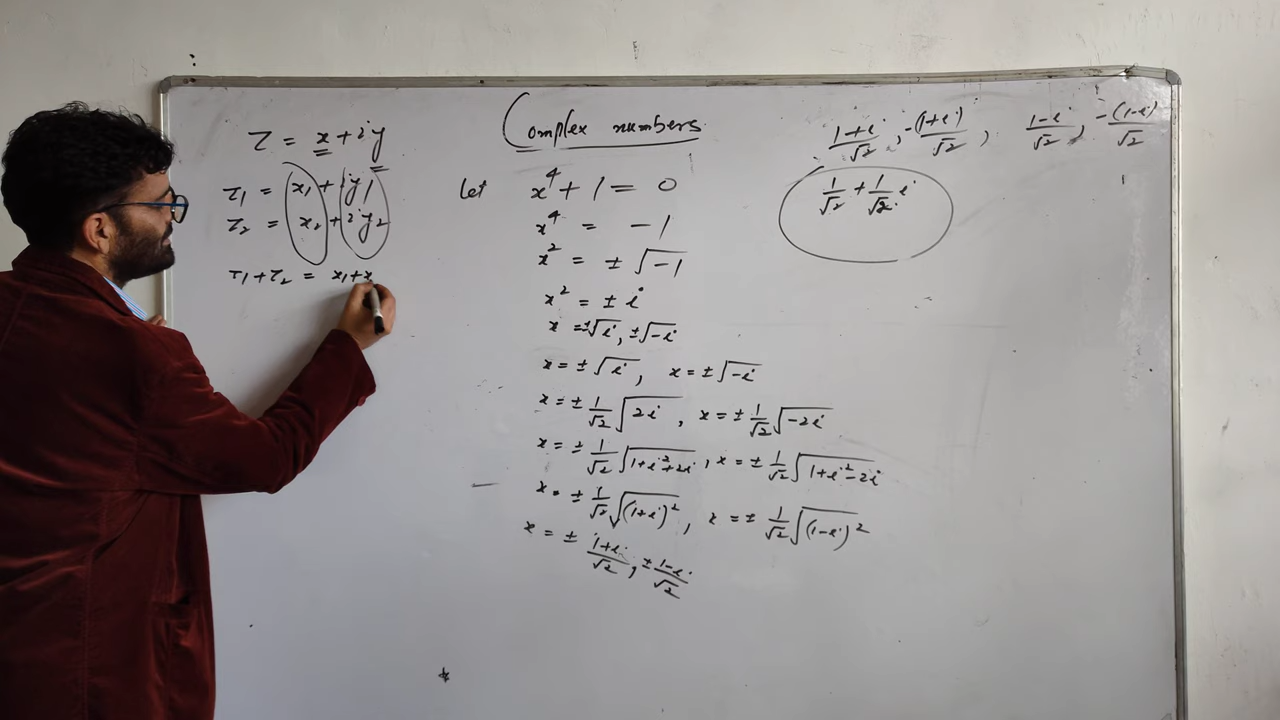 Complex numbers
z = x + iy
z₁ = x₁ + iy₁
z₂ = x₂ + iy₂
z₁ + z₂ = x₁ + x
Let x⁴ + 1 = 0
x⁴ = -1
x² = ± √-1
x² = ± i
x = ±√i, ±√-i
x = ± √i, x = ± √-i
x = ± 1/√2 √2i, x = ± 1/√2 √-2i
x = ± 1/√2 √1+i²+2i, x = ± 1/√2 √1+i²-2i
x = ± 1/√2 √(1+i)², x = ± 1/√2 √(1-i)²
x = ± 1+i/√2, ± 1-i/√2
1+i/√2, -(1+i)/√2, 1-i/√2, -(1-i)/√2
1/√2 + 1/√2 i